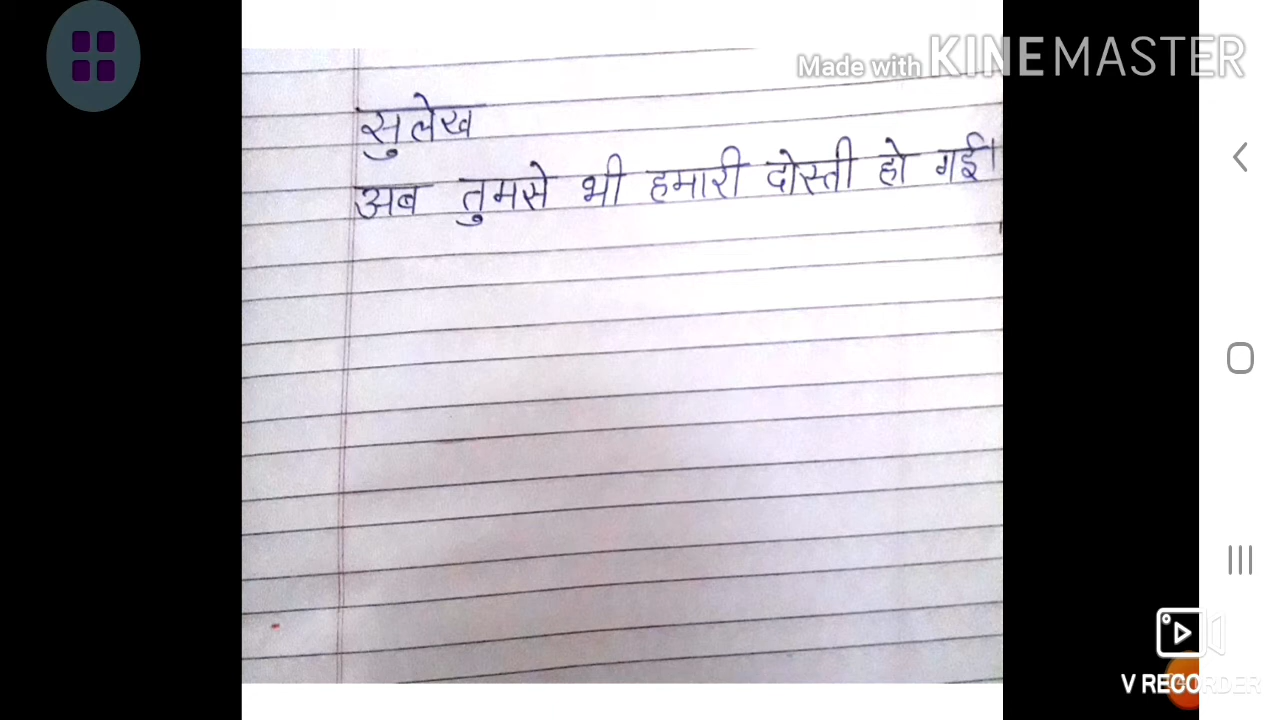 Made with KINEMASTER
सुलेख
अब तुमसे भी हमारी दोस्ती हो गई।
V RECORDER